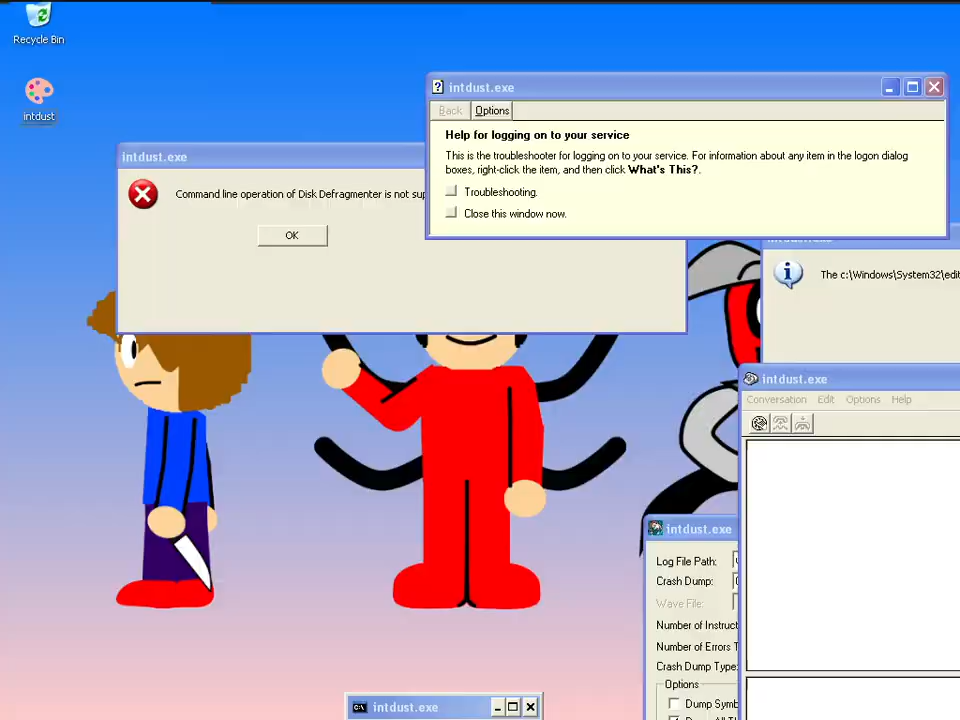 Recycle Bin
intdust
intdust.exe
Back Options
Help for logging on to your service
This is the troubleshooter for logging on to your service. For information about any item in the logon dialog
boxes, right-click the item, and then click What's This?.
Troubleshooting.
Close this window now.
intdust.exe
Command line operation of Disk Defragmenter is not
OK
The c:\Windows\System32\edit
intdust.exe
Conversation Edit Options Help
intdust.exe
Log File Path:
Crash Dump:
Wave File:
Number of Instruct
Number of Errors T
Crash Dump Type:
Options
Dump Symb
intdust.exe